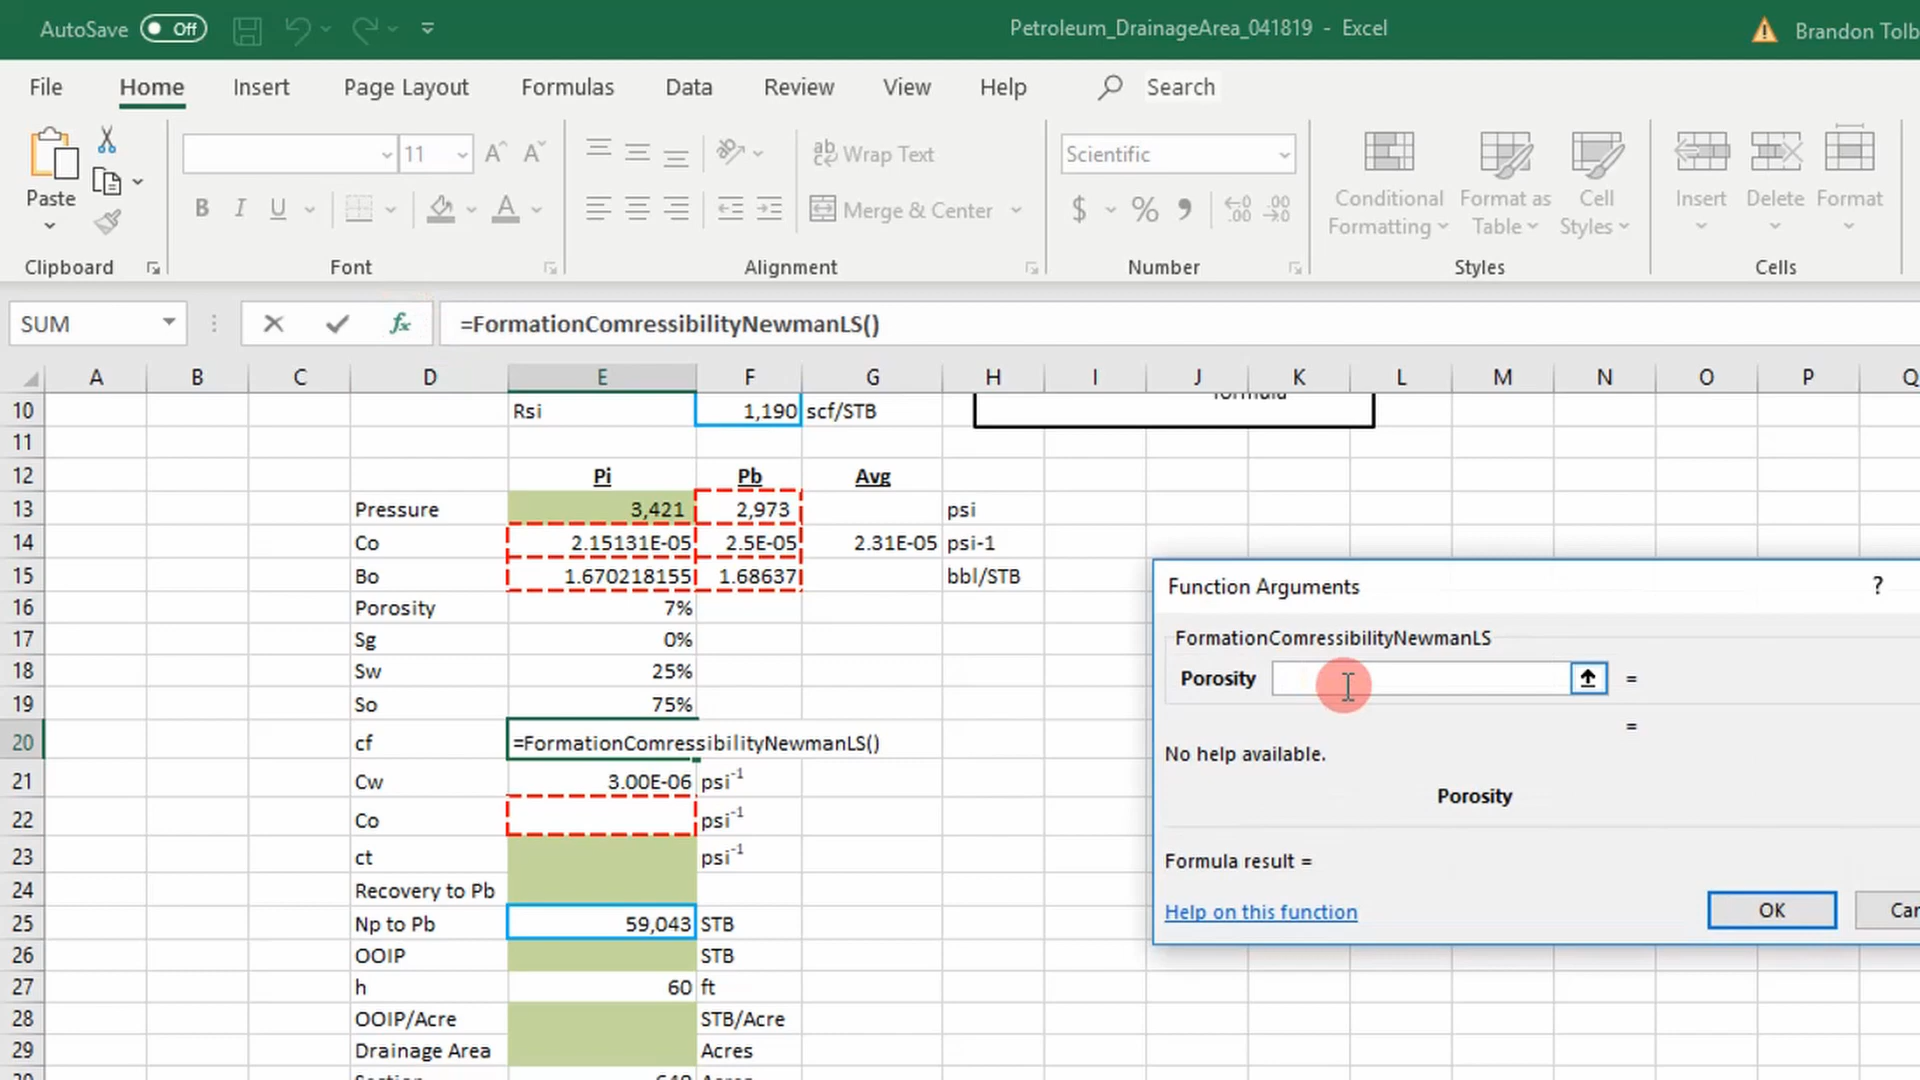 AutoSave Off Petroleum_DrainageArea_041819 - Excel Brandon Tolb
File Home Insert Page Layout Formulas Data Review View Help Search
11 A^ A˅ ab Wrap Text Scientific
Paste B I U A Merge & Center $ % 9 .00 .00 Conditional Formatting Format as Table Cell Styles Insert Delete Format
Clipboard Font Alignment Number Styles Cells
SUM fx =FormationComressibilityNewmanLS()
A B C D E F G H I J K L M N O P Q
10 Rsi 1,190 scf/STB formula
11
12 Pi Pb Avg
13 Pressure 3,421 2,973 psi
14 Co 2.15131E-05 2.5E-05 2.31E-05 psi-1
15 Bo 1.670218155 1.68637 bbl/STB
16 Porosity 7%
17 Sg 0%
18 Sw 25%
19 So 75%
20 cf =FormationComressibilityNewmanLS()
21 Cw 3.00E-06 psi-1
22 Co psi-1
23 ct psi-1
24 Recovery to Pb
25 Np to Pb 59,043 STB
26 OOIP STB
27 h 60 ft
28 OOIP/Acre STB/Acre
29 Drainage Area Acres
Function Arguments ?
FormationComressibilityNewmanLS
Porosity =
=
No help available.
Porosity
Formula result =
Help on this function OK Car